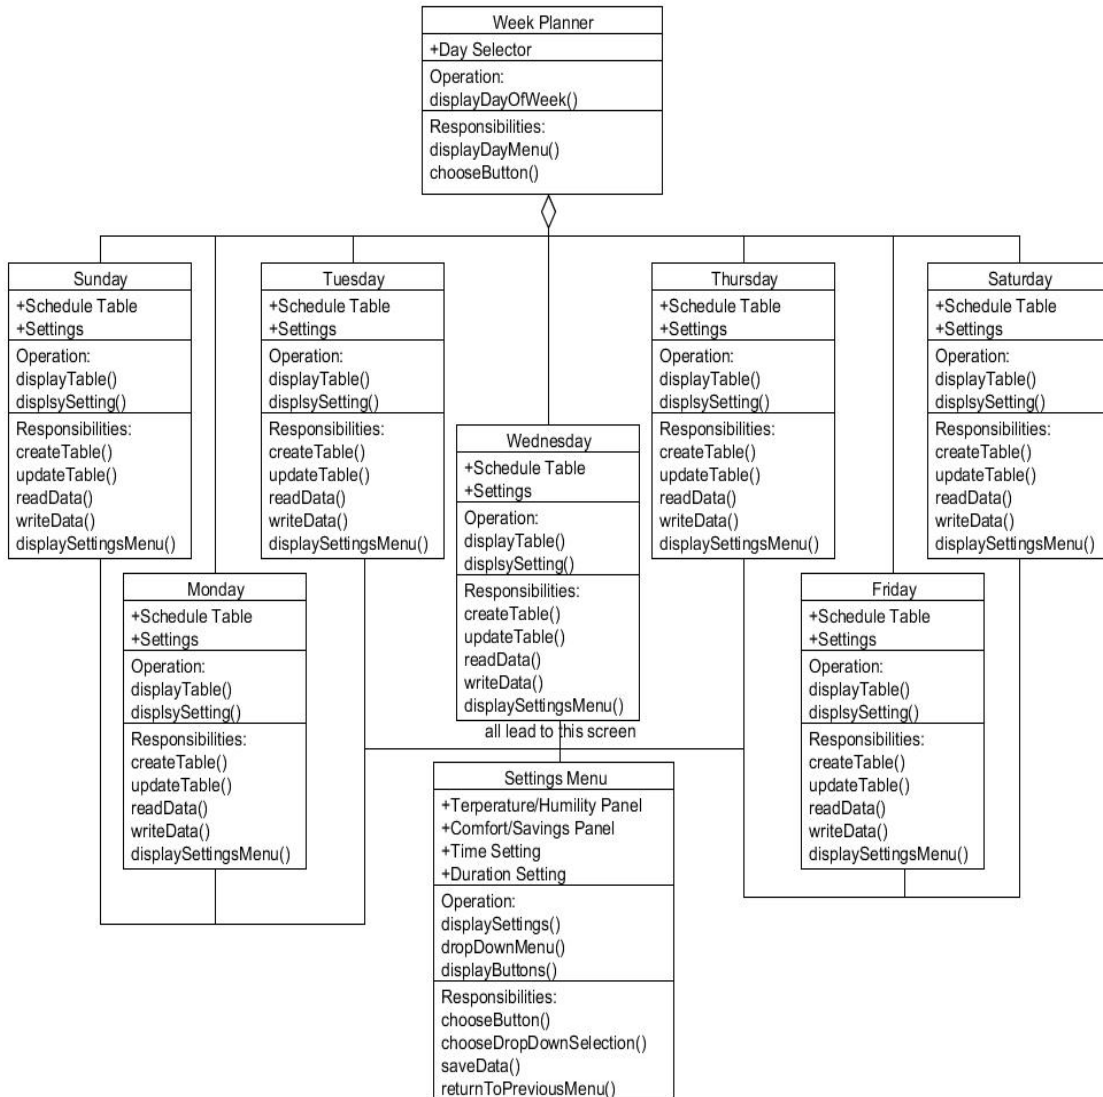 Week Planner
+Day Selector
Operation:
displayDayOfWeek()
Responsibilities:
displayDayMenu()
chooseButton()
Sunday
+Schedule Table
+Settings
Operation:
displayTable()
displsySetting()
Responsibilities:
createTable()
updateTable()
readData()
writeData()
displaySettingsMenu()
Tuesday
+Schedule Table
+Settings
Operation:
displayTable()
displsySetting()
Responsibilities:
createTable()
updateTable()
readData()
writeData()
displaySettingsMenu()
Thursday
+Schedule Table
+Settings
Operation:
displayTable()
displsySetting()
Responsibilities:
createTable()
updateTable()
readData()
writeData()
displaySettingsMenu()
Saturday
+Schedule Table
+Settings
Operation:
displayTable()
displsySetting()
Responsibilities:
createTable()
updateTable()
readData()
writeData()
displaySettingsMenu()
Wednesday
+Schedule Table
+Settings
Operation:
displayTable()
displsySetting()
Responsibilities:
createTable()
updateTable()
readData()
writeData()
displaySettingsMenu()
Monday
+Schedule Table
+Settings
Operation:
displayTable()
displsySetting()
Responsibilities:
createTable()
updateTable()
readData()
writeData()
displaySettingsMenu()
Friday
+Schedule Table
+Settings
Operation:
displayTable()
displsySetting()
Responsibilities:
createTable()
updateTable()
readData()
writeData()
displaySettingsMenu()
all lead to this screen
Settings Menu
+Terperature/Humility Panel
+Comfort/Savings Panel
+Time Setting
+Duration Setting
Operation:
displaySettings()
dropDownMenu()
displayButtons()
Responsibilities:
chooseButton()
chooseDropDownSelection()
saveData()
returnToPreviousMenu()